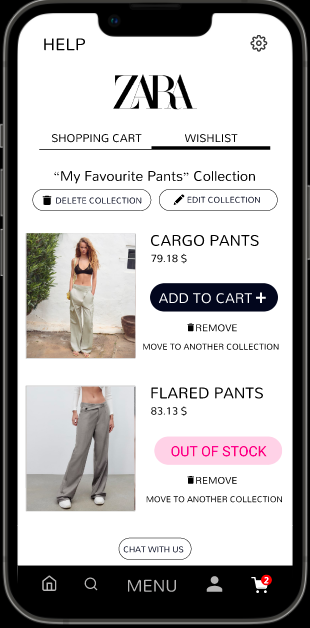 HELP
ZARA
SHOPPING CART WISHLIST
“My Favourite Pants” Collection
DELETE COLLECTION EDIT COLLECTION
CARGO PANTS
79.18 $
ADD TO CART +
REMOVE
MOVE TO ANOTHER COLLECTION
FLARED PANTS
83.13 $
OUT OF STOCK
REMOVE
MOVE TO ANOTHER COLLECTION
CHAT WITH US
MENU 2